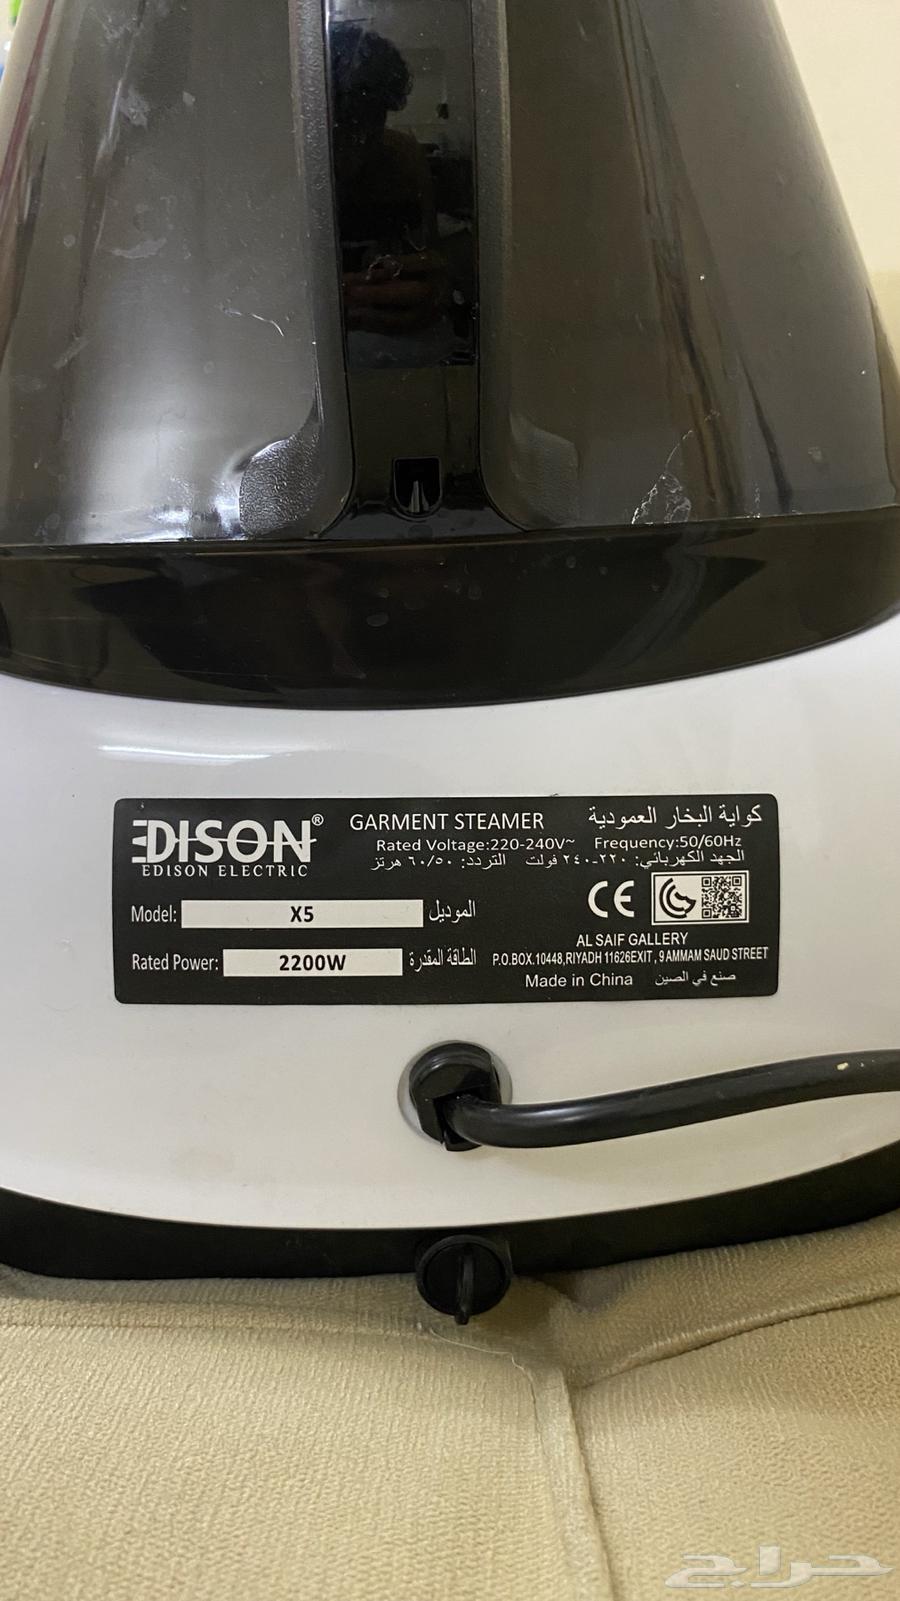 EDISON®
EDISON ELECTRIC
GARMENT STEAMER كواية البخار العمودية
Rated Voltage:220-240V~ Frequency:50/60Hz
الجهد الكهربائي: ٢٢٠-٢٤٠ فولت التردد: ٦٠/٥٠ هرتز
Model: X5 الموديل
CE
Rated Power: 2200W الطاقة المقدرة
AL SAIF GALLERY
P.O.BOX.10448,RIYADH 11626EXIT , 9 AMMAM SAUD STREET
Made in China صنع في الصين
حراج